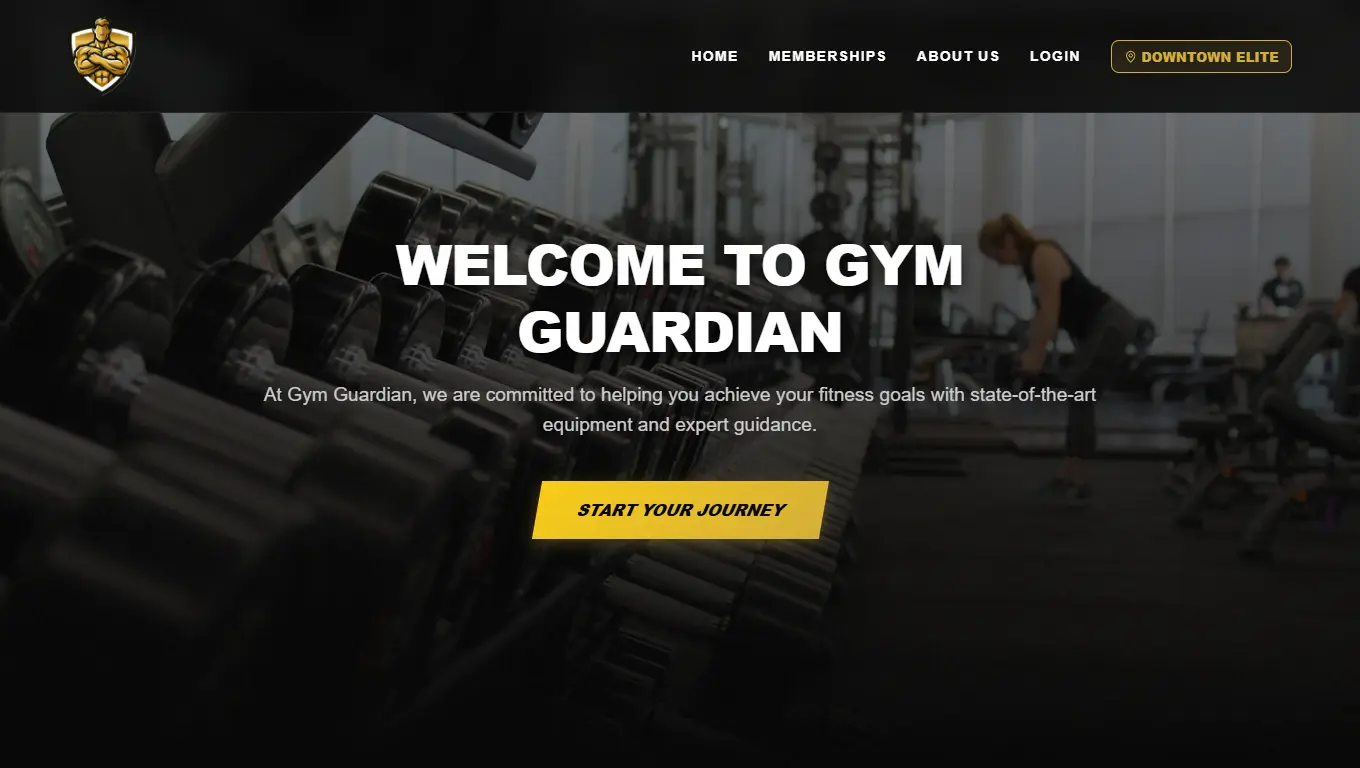 HOME MEMBERSHIPS ABOUT US LOGIN DOWNTOWN ELITE
WELCOME TO GYM
GUARDIAN
At Gym Guardian, we are committed to helping you achieve your fitness goals with state-of-the-art
equipment and expert guidance.
START YOUR JOURNEY